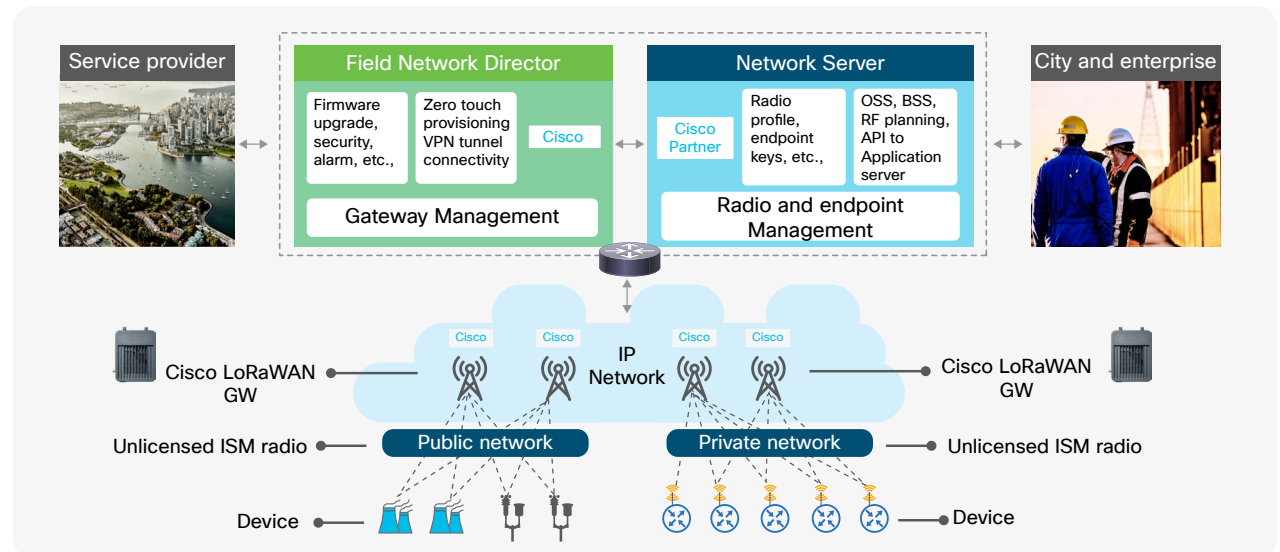 Service provider
Field Network Director
Network Server
City and enterprise
Firmware
upgrade,
security,
alarm, etc.,
Zero touch
provisioning
VPN tunnel
connectivity
Cisco
Cisco
Partner
Radio
profile,
endpoint
keys, etc.,
OSS, BSS,
RF planning,
API to
Application
server
Gateway Management
Radio and endpoint
Management
Cisco
Cisco
Cisco
Cisco
IP
Network
Cisco LoRaWAN
GW
Cisco LoRaWAN
GW
Unlicensed ISM radio
Public network
Private network
Unlicensed ISM radio
Device
Device